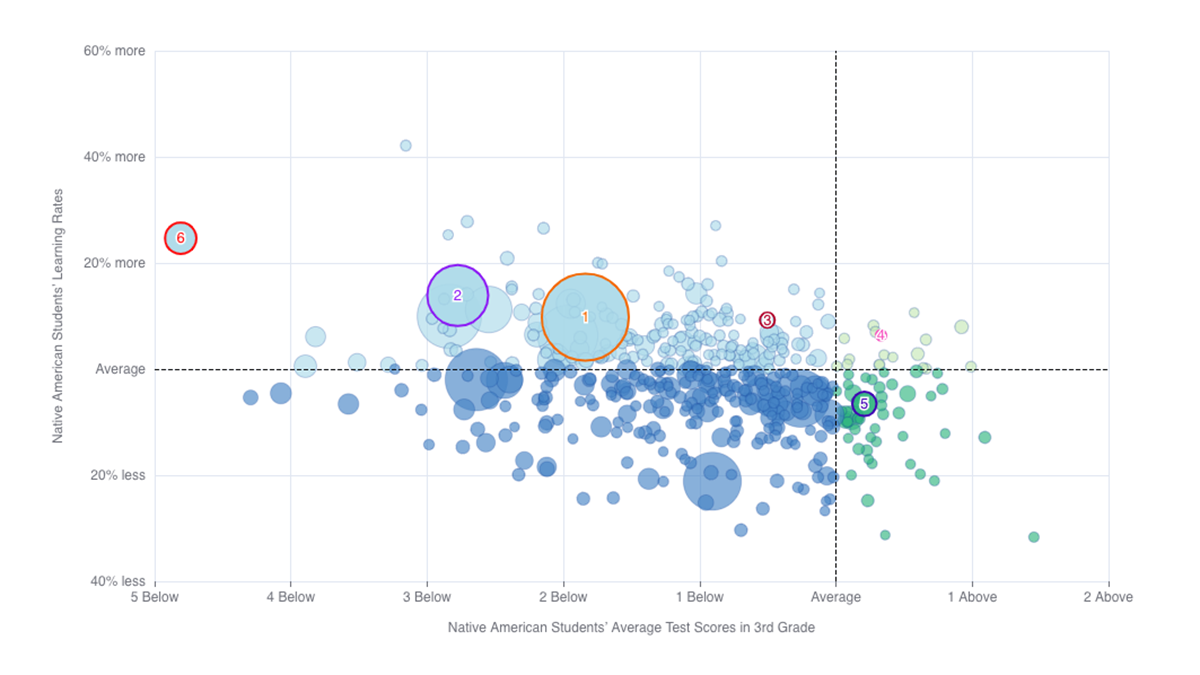 60% more
40% more
20% more
Average
20% less
40% less
Native American Students’ Learning Rates
6
2
1
3
4
5
5 Below
4 Below
3 Below
2 Below
1 Below
Average
1 Above
2 Above
Native American Students’ Average Test Scores in 3rd Grade